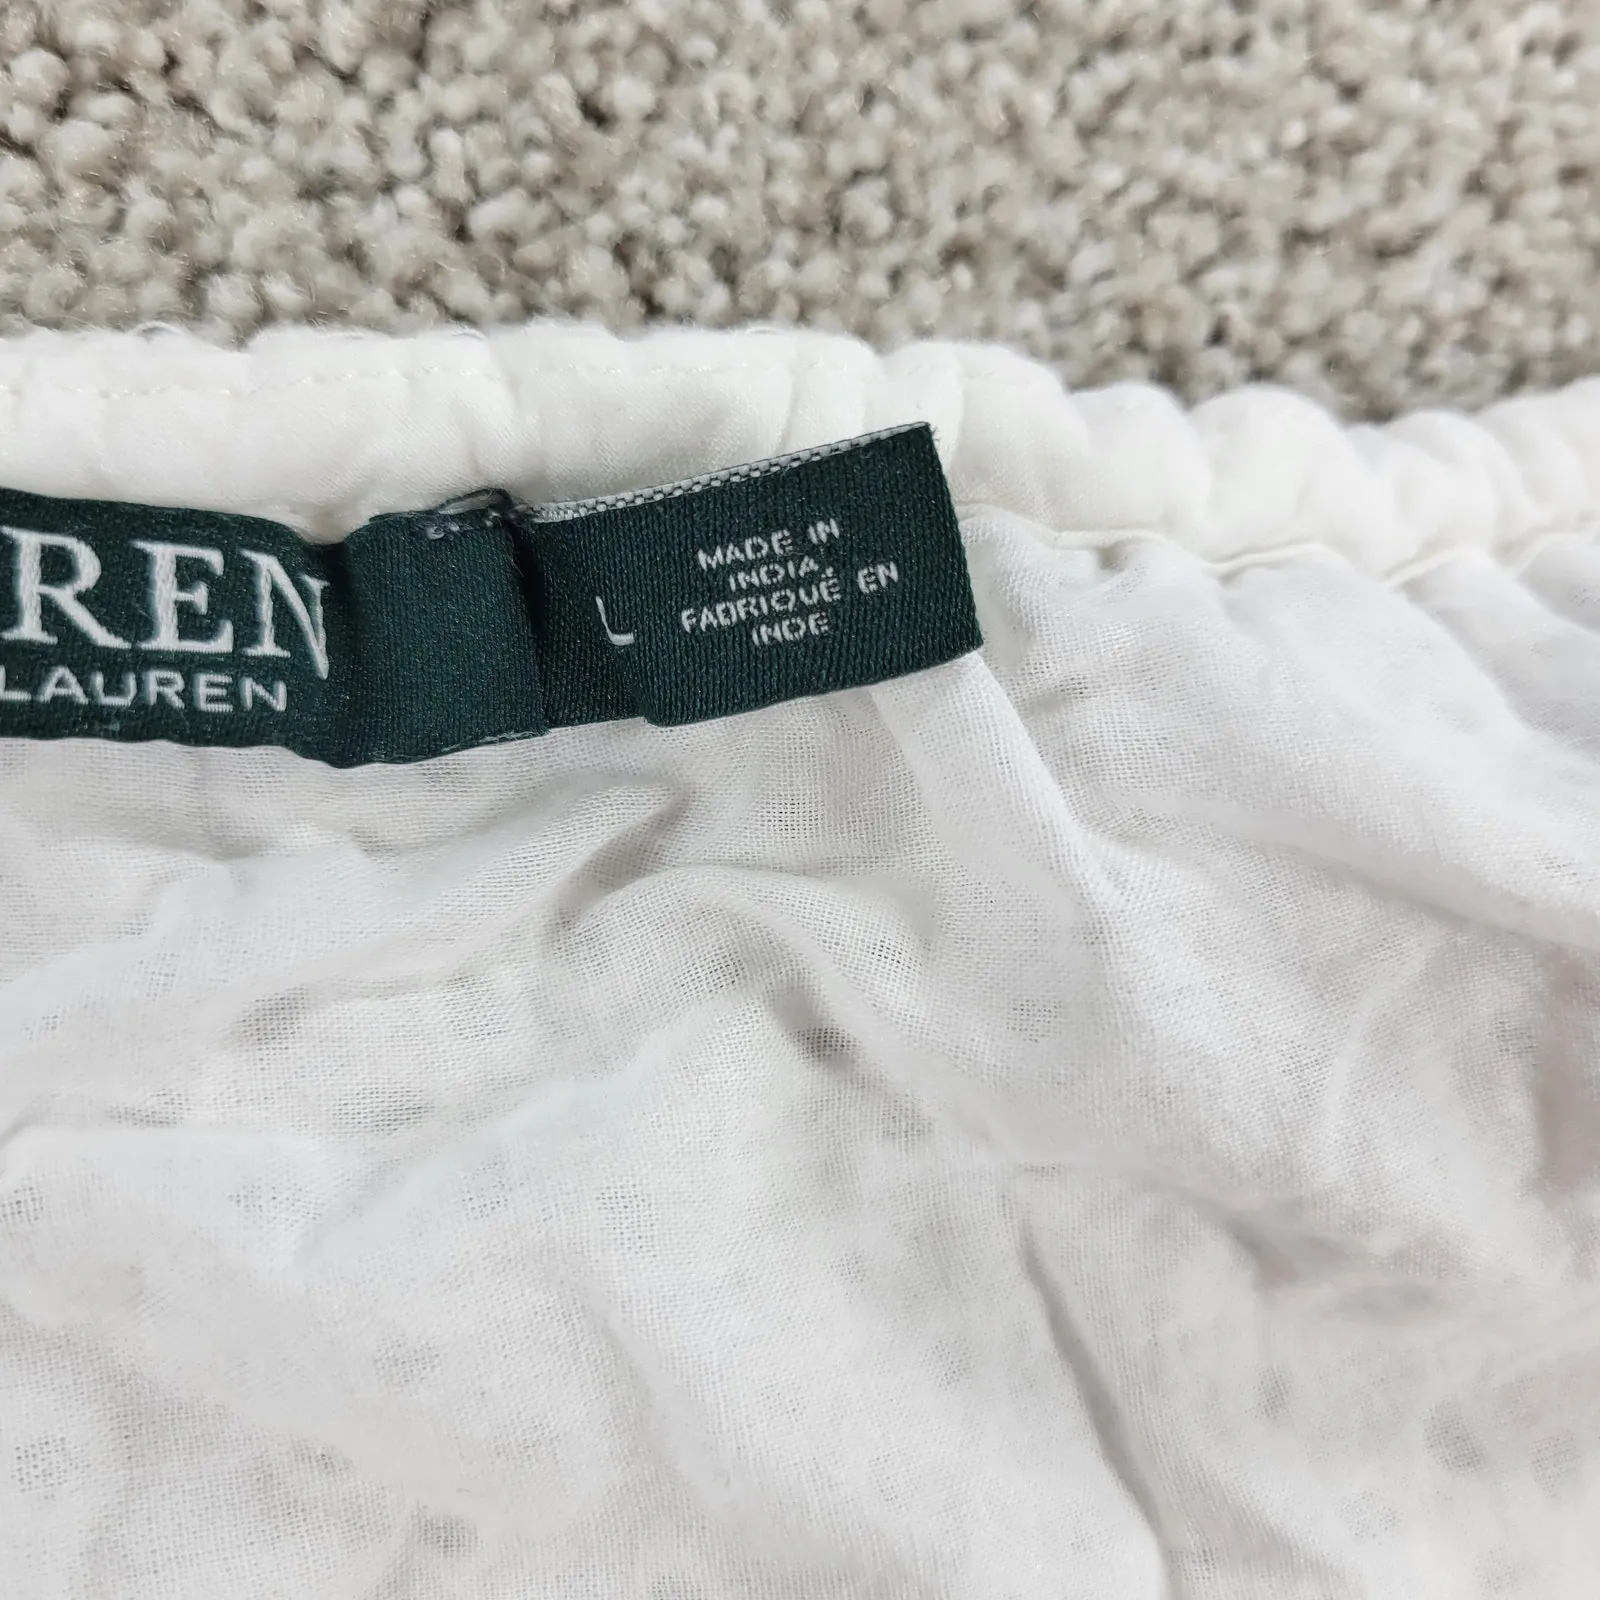 REN
LAUREN
L
MADE IN
INDIA,
FABRIQUÉ EN
INDE